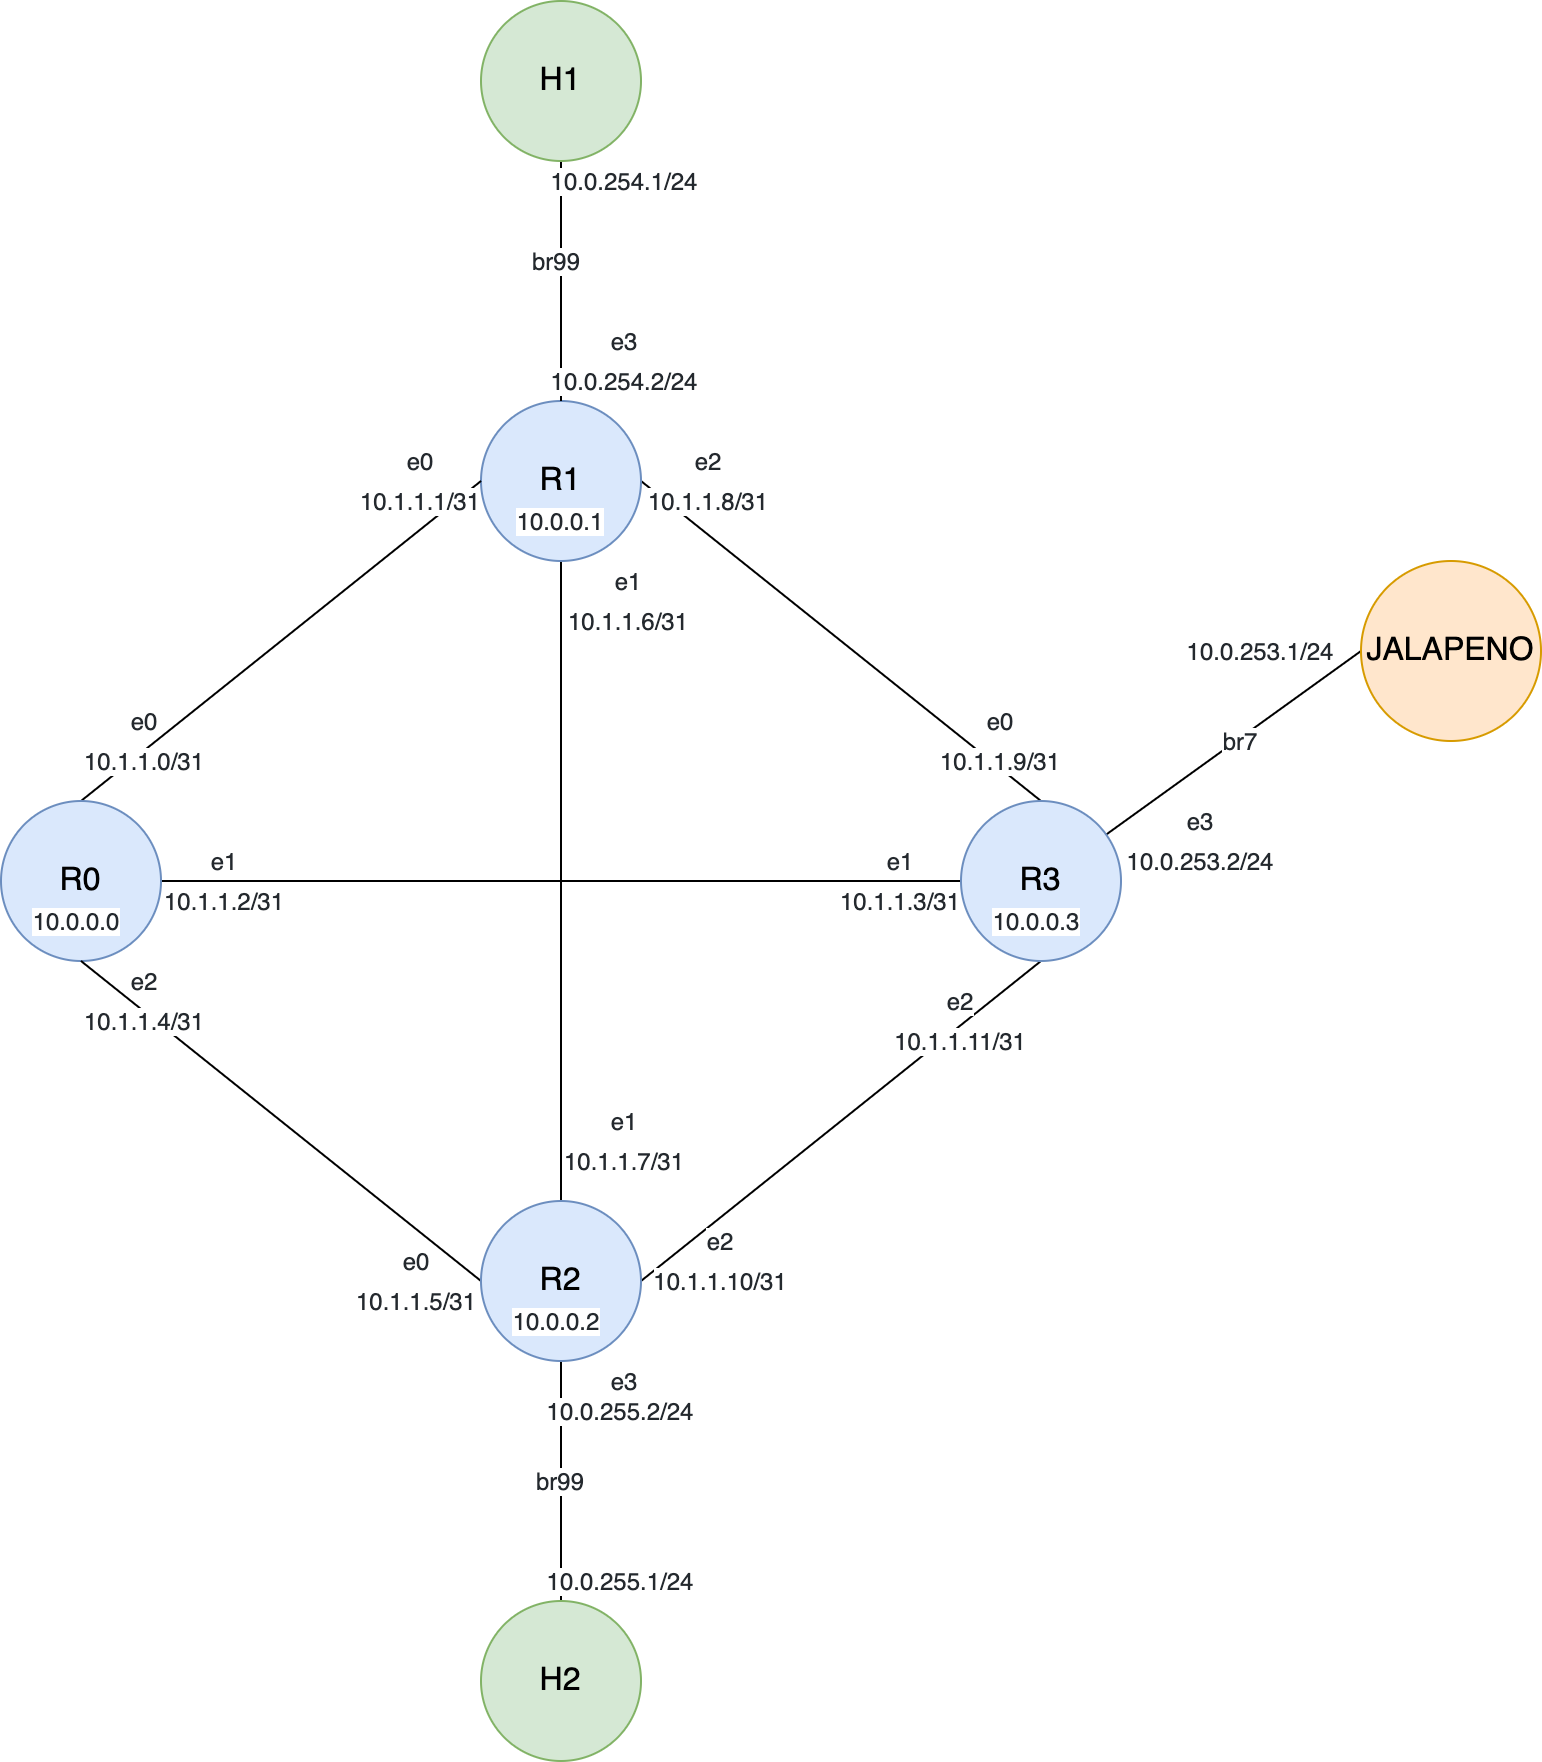 H1
10.0.254.1/24
br99
e3
10.0.254.2/24
e0
10.1.1.1/31
R1
10.0.0.1
e2
10.1.1.8/31
e1
10.1.1.6/31
10.0.253.1/24
JALAPENO
br7
e0
10.1.1.0/31
e0
10.1.1.9/31
e3
10.0.253.2/24
R0
10.0.0.0
e1
10.1.1.2/31
e1
10.1.1.3/31
R3
10.0.0.3
e2
10.1.1.4/31
e2
10.1.1.11/31
e1
10.1.1.7/31
e0
10.1.1.5/31
R2
10.0.0.2
e2
10.1.1.10/31
e3
10.0.255.2/24
br99
10.0.255.1/24
H2